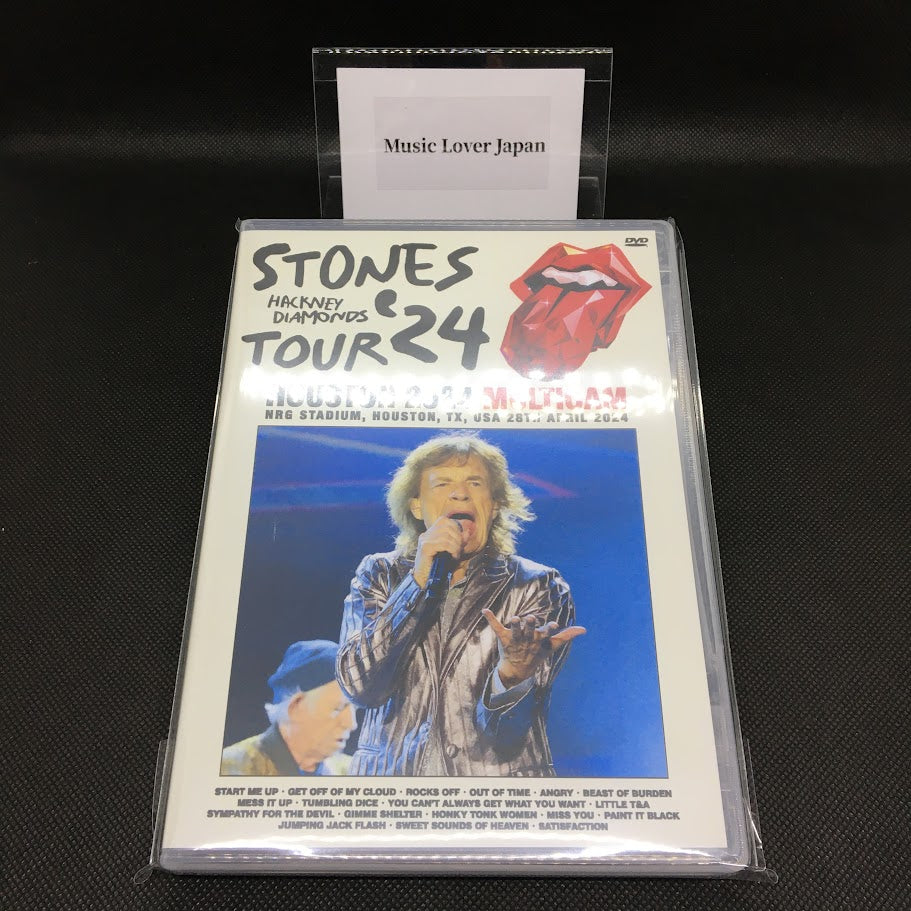 Music Lover Japan
DVD
STONES
HACKNEY
DIAMONDS
TOUR '24
HOUSTON 2024 MULTICAM
NRG STADIUM, HOUSTON, TX, USA 28TH APRIL 2024
START ME UP · GET OFF OF MY CLOUD · ROCKS OFF · OUT OF TIME · ANGRY · BEAST OF BURDEN
MESS IT UP · TUMBLING DICE · YOU CAN'T ALWAYS GET WHAT YOU WANT · LITTLE T&A
SYMPATHY FOR THE DEVIL · GIMME SHELTER · HONKY TONK WOMEN · MISS YOU · PAINT IT BLACK
JUMPING JACK FLASH · SWEET SOUNDS OF HEAVEN · SATISFACTION